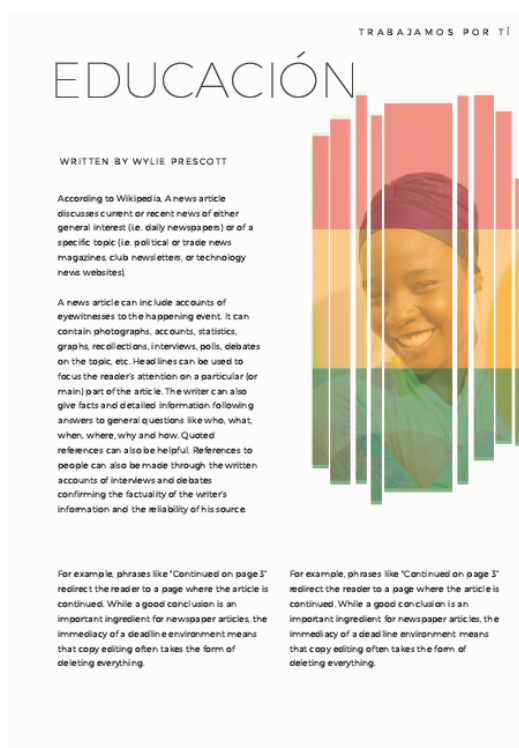 TRABAJAMOS POR TÍ
EDUCACIÓN
WRITTEN BY WYLIE PRESCOTT
According to Wikipedia, A news article
discusses current or recent news of either
general interest (i.e. daily newspapers) or of a
specific topic (i.e. political or trade news
magazines, club newsletters, or technology
news websites).
A news article can include accounts of
eyewitnesses to the happening event. It can
contain photographs, accounts, statistics,
graphs, recollections, interviews, polls, debates
on the topic, etc. Headlines can be used to
focus the reader's attention on a particular (or
main) part of the article. The writer can also
give facts and detailed information following
answers to general questions like who, what,
when, where, why and how. Quoted
references can also be helpful. References to
people can also be made through the written
accounts of interviews and debates
confirming the factuality of the writer's
information and the reliability of his source.
For example, phrases like "Continued on page 3"
redirect the reader to a page where the article is
continued. While a good conclusion is an
important ingredient for newspaper articles, the
immediacy of a deadline environment means
that copy editing often takes the form of
deleting everything.
For example, phrases like "Continued on page 3"
redirect the reader to a page where the article is
continued. While a good conclusion is an
important ingredient for newspaper articles, the
immediacy of a deadline environment means
that copy editing often takes the form of
deleting everything.